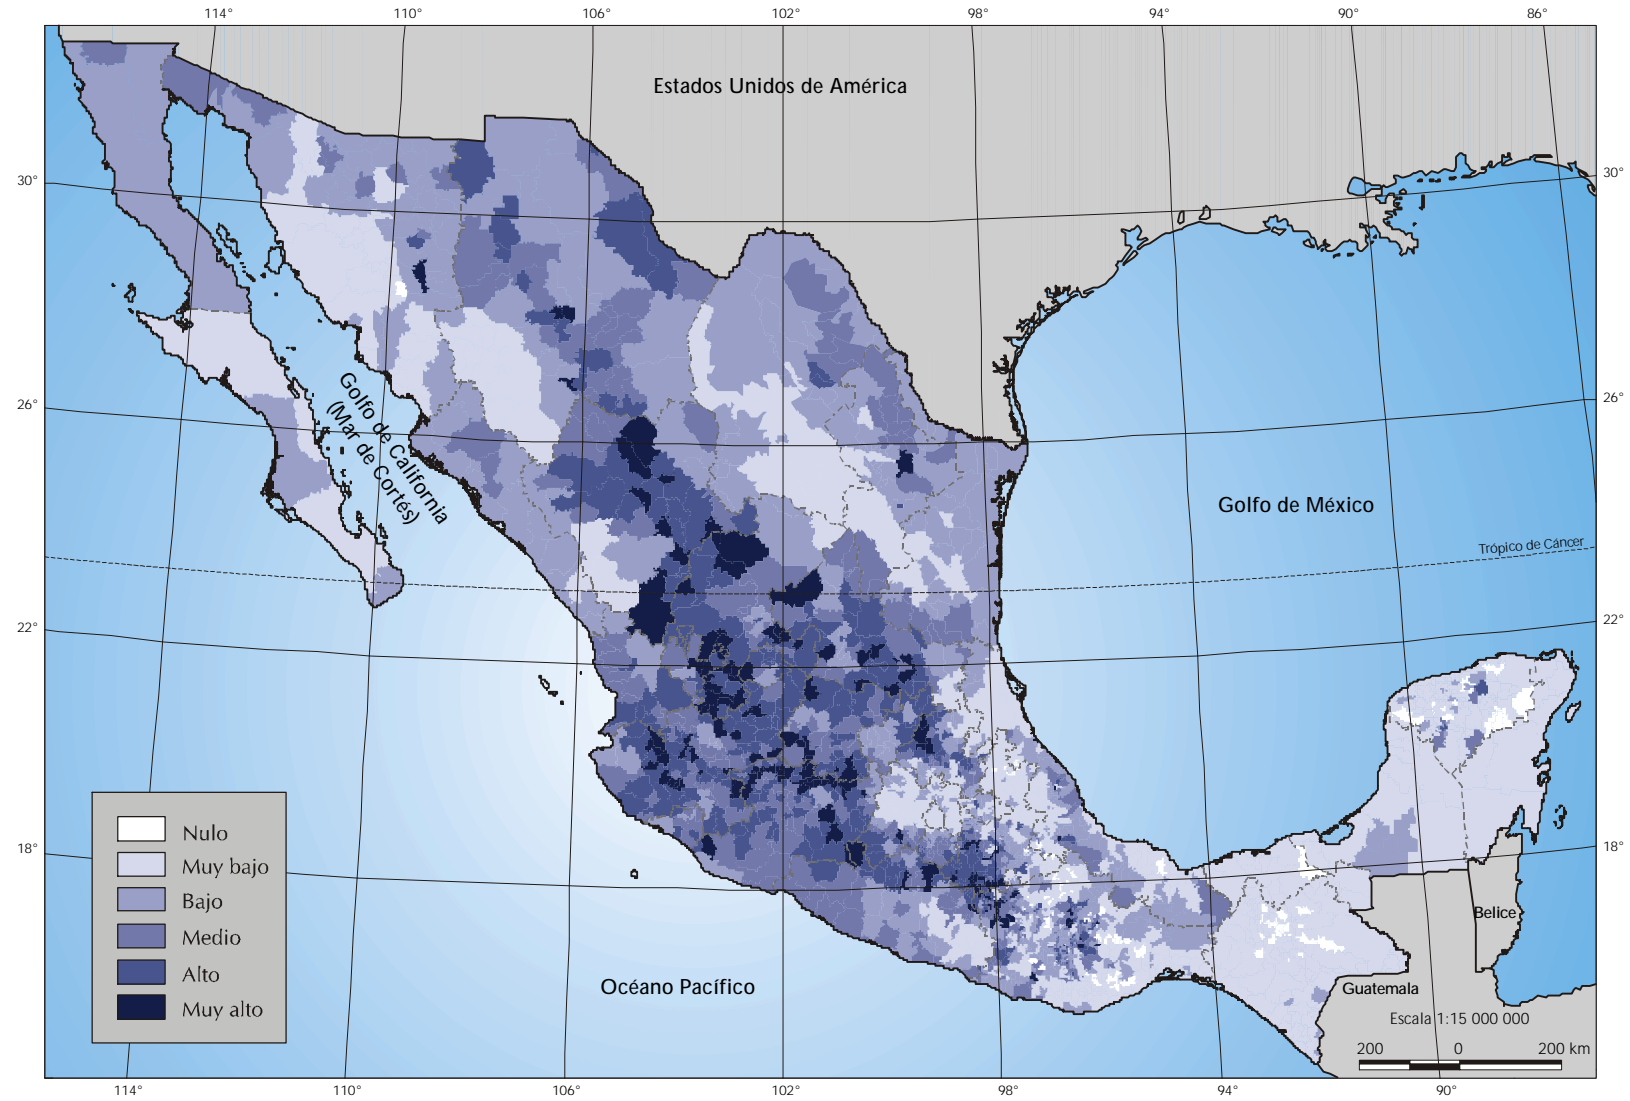 114°
110°
106°
102°
98°
94°
90°
86°
Estados Unidos de América
30°
30°
26°
26°
Golfo de California
(Mar de Cortés)
Golfo de México
Trópico de Cáncer
22°
22°
18°
18°
Nulo
Muy bajo
Bajo
Medio
Alto
Muy alto
Belice
Océano Pacífico
Guatemala
Escala 1:15 000 000
200 0 200 km
114°
110°
106°
102°
98°
94°
90°